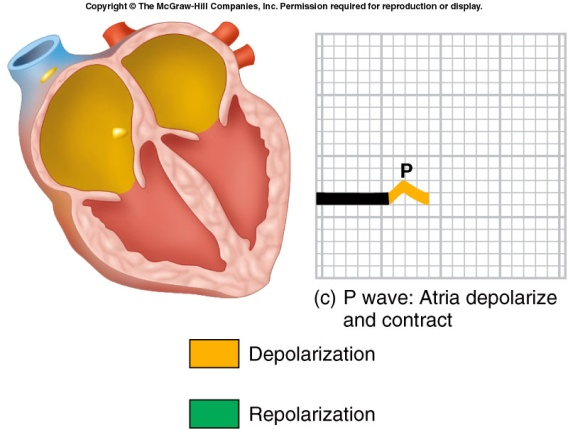 Copyright © The McGraw-Hill Companies, Inc. Permission required for reproduction or display.
P
(c) P wave: Atria depolarize
and contract
Depolarization
Repolarization